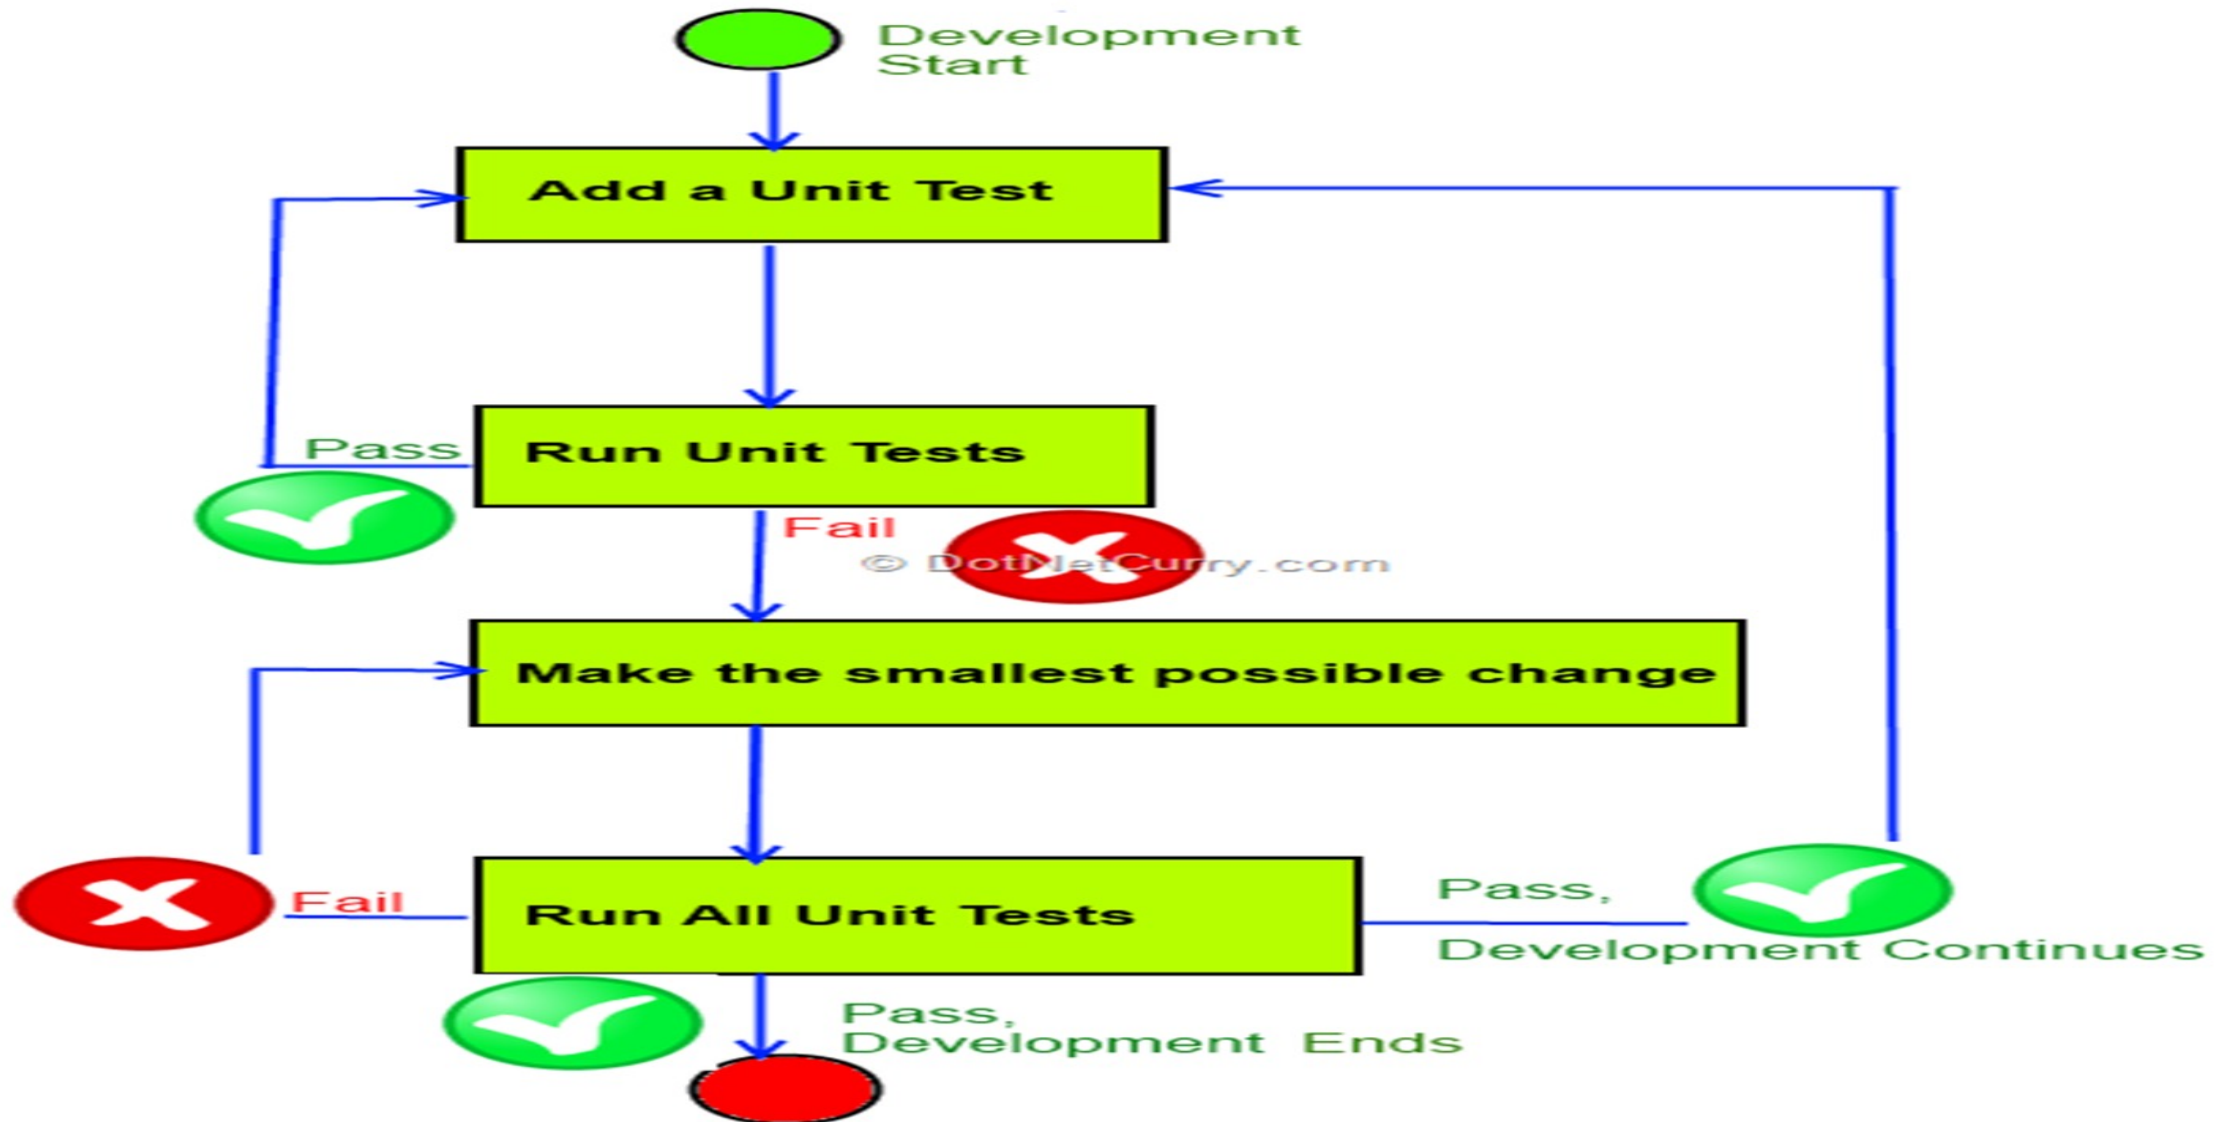 Development
Start
Add a Unit Test
Run Unit Tests
Pass
Fail
© DotNetCurry.com
Make the smallest possible change
Run All Unit Tests
Fail
Pass,
Development Continues
Pass,
Development Ends